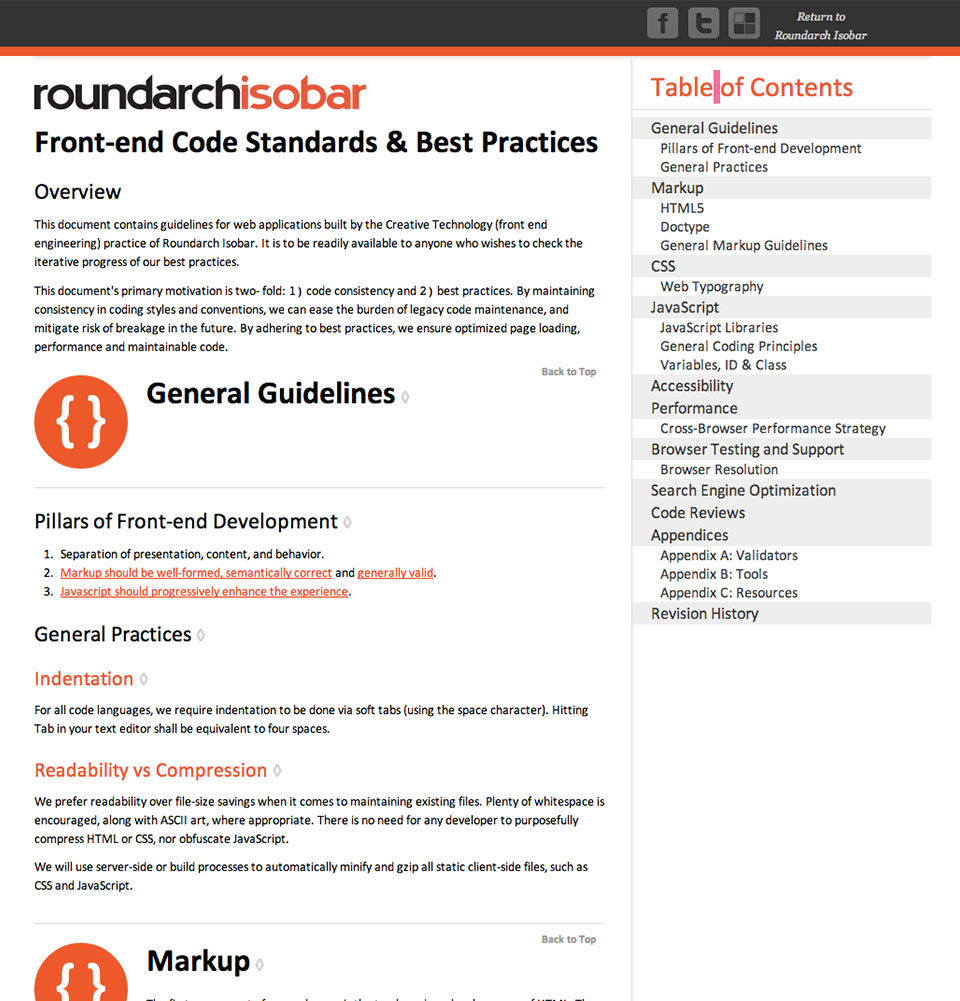 Return to
Roundarch Isobar
roundarchisobar
Front-end Code Standards & Best Practices
Overview
This document contains guidelines for web applications built by the Creative Technology (front end
engineering) practice of Roundarch Isobar. It is to be readily available to anyone who wishes to check the
iterative progress of our best practices.
This document's primary motivation is two- fold: 1) code consistency and 2) best practices. By maintaining
consistency in coding styles and conventions, we can ease the burden of legacy code maintenance, and
mitigate risk of breakage in the future. By adhering to best practices, we ensure optimized page loading,
performance and maintainable code.
Back to Top
{ } General Guidelines ◊
Pillars of Front-end Development ◊
1. Separation of presentation, content, and behavior.
2. Markup should be well-formed, semantically correct and generally valid.
3. Javascript should progressively enhance the experience.
General Practices ◊
Indentation ◊
For all code languages, we require indentation to be done via soft tabs (using the space character). Hitting
Tab in your text editor shall be equivalent to four spaces.
Readability vs Compression ◊
We prefer readability over file-size savings when it comes to maintaining existing files. Plenty of whitespace is
encouraged, along with ASCII art, where appropriate. There is no need for any developer to purposefully
compress HTML or CSS, nor obfuscate JavaScript.
We will use server-side or build processes to automatically minify and gzip all static client-side files, such as
CSS and JavaScript.
Back to Top
{ } Markup ◊
Table of Contents
General Guidelines
Pillars of Front-end Development
General Practices
Markup
HTML5
Doctype
General Markup Guidelines
CSS
Web Typography
JavaScript
JavaScript Libraries
General Coding Principles
Variables, ID & Class
Accessibility
Performance
Cross-Browser Performance Strategy
Browser Testing and Support
Browser Resolution
Search Engine Optimization
Code Reviews
Appendices
Appendix A: Validators
Appendix B: Tools
Appendix C: Resources
Revision History